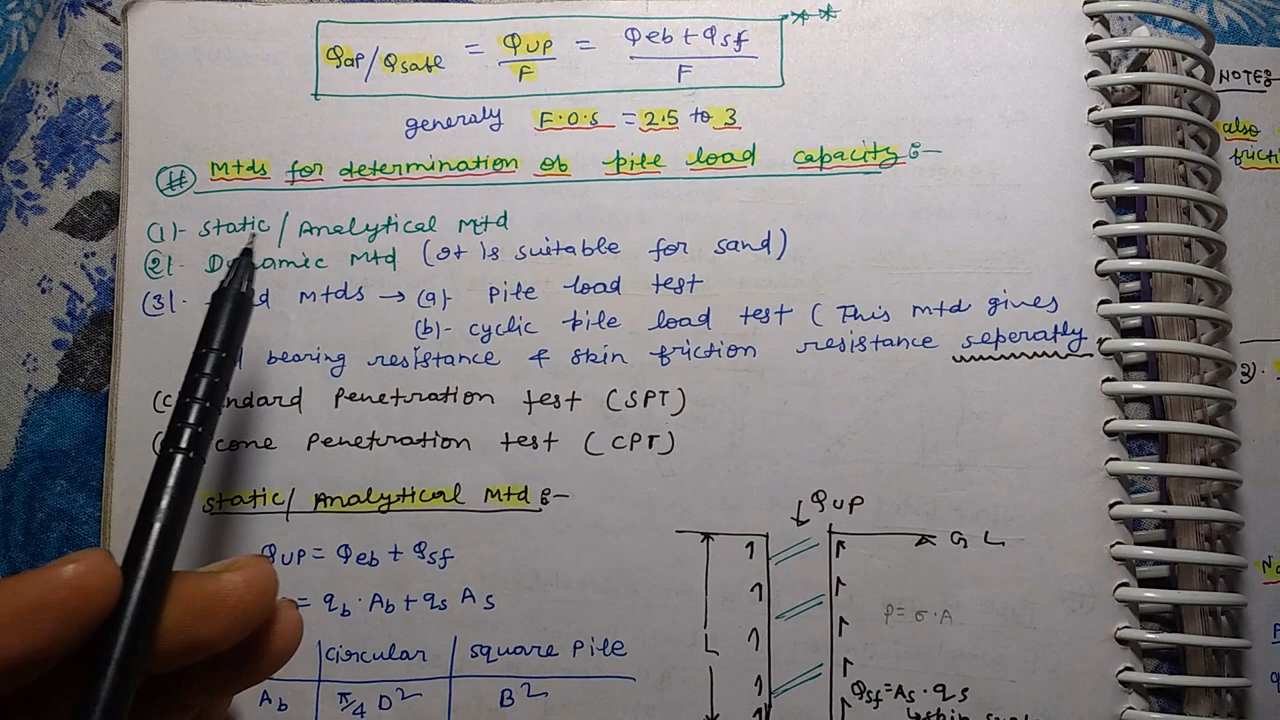 Qap/Qsafe = Qup/F = Qeb + Qsf/F **
generaly F.O.S = 2.5 to 3
# Mtds for determination of pile load capacity :-
(1)- Static/Analytical Mtd
(2)- Dynamic Mtd (It is suitable for sand)
(3)- Mtds → (a)- Pile load test
(b)- cyclic pile load test (This mtd gives
bearing resistance & skin friction resistance seperatly
(c) Penetration test (SPT)
cone Penetration test (CPT)
static/Analytical Mtd :-
Qup = Qeb + Qsf
= qb . Ab + qs As
circular | square Pile
Ab | π/4 D² | B²
↓ Qup
G L
L
P = σ . A
Qsf = As . qs
↳ skin
NOTES
also